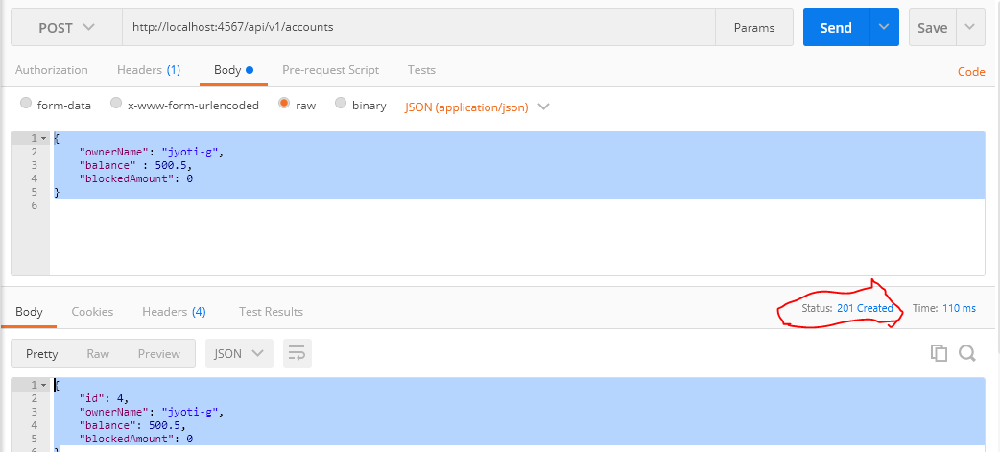 POST http://localhost:4567/api/v1/accounts Params Send Save
Authorization Headers (1) Body Pre-request Script Tests Code
form-data x-www-form-urlencoded raw binary JSON (application/json)
1 {
2 "ownerName": "jyoti-g",
3 "balance" : 500.5,
4 "blockedAmount": 0
5 }
6
Body Cookies Headers (4) Test Results Status: 201 Created Time: 110 ms
Pretty Raw Preview JSON
1 {
2 "id": 4,
3 "ownerName": "jyoti-g",
4 "balance": 500.5,
5 "blockedAmount": 0
6 }